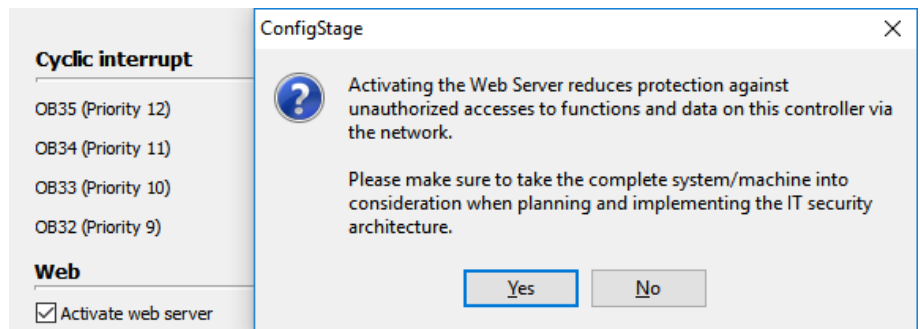 ConfigStage
Cyclic interrupt
OB35 (Priority 12)
OB34 (Priority 11)
OB33 (Priority 10)
OB32 (Priority 9)
Web
Activate web server
Activating the Web Server reduces protection against
unauthorized accesses to functions and data on this controller via
the network.
Please make sure to take the complete system/machine into
consideration when planning and implementing the IT security
architecture.
Yes
No